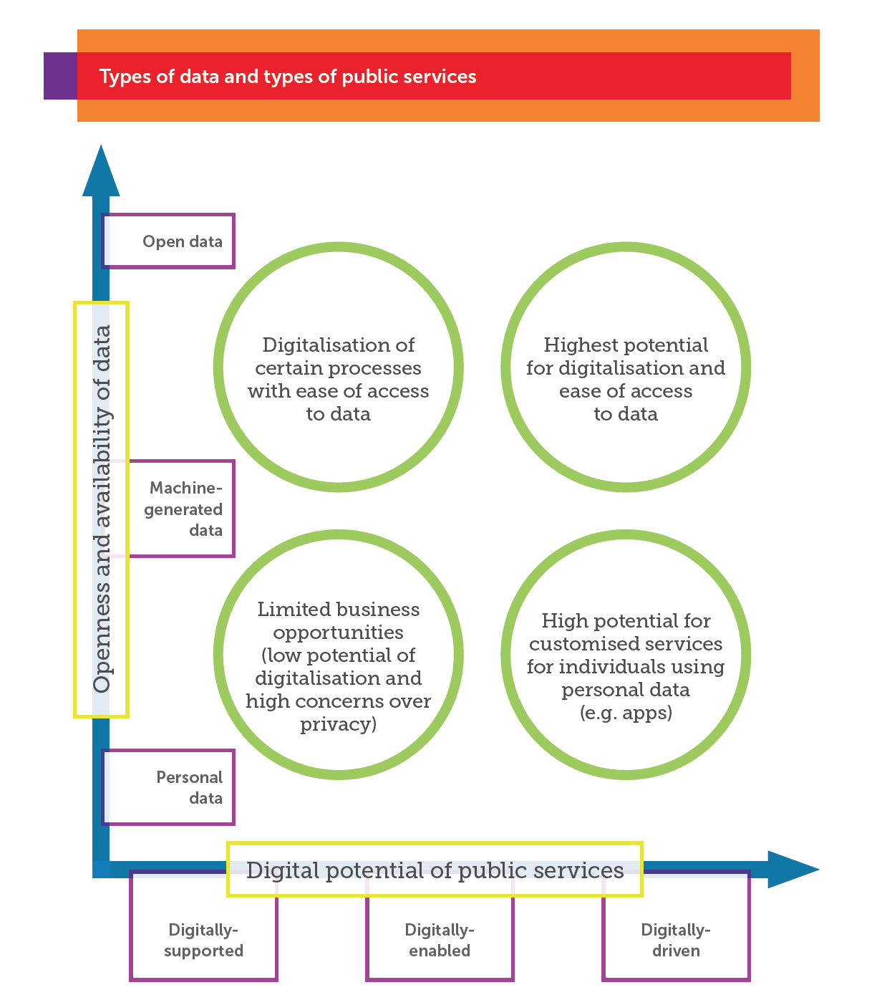 Types of data and types of public services
Open data
Openness and availability of data
Machine-
generated
data
Personal
data
Digitalisation of
certain processes
with ease of access
to data
Highest potential
for digitalisation and
ease of access
to data
Limited business
opportunities
(low potential of
digitalisation and
high concerns over
privacy)
High potential for
customised services
for individuals using
personal data
(e.g. apps)
Digital potential of public services
Digitally-
supported
Digitally-
enabled
Digitally-
driven